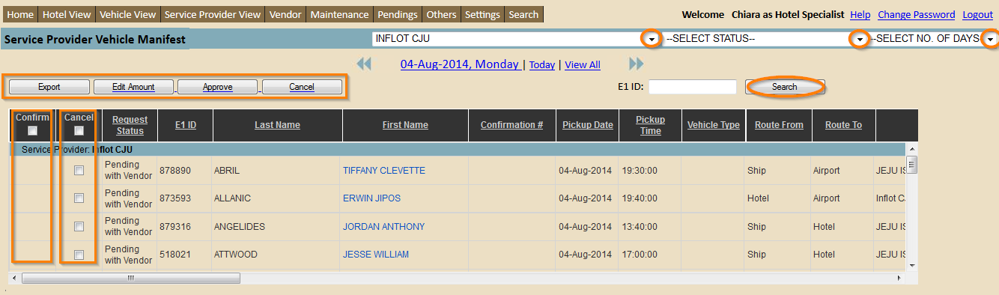 Home Hotel View Vehicle View Service Provider View Vendor Maintenance Pendings Others Settings Search Welcome Chiara as Hotel Specialist Help Change Password Logout
Service Provider Vehicle Manifest INFLOT CJU --SELECT STATUS-- --SELECT NO. OF DAYS
04-Aug-2014, Monday | Today | View All
Export Edit Amount Approve Cancel E1 ID: Search
Confirm Cancel Request Status E1 ID Last Name First Name Confirmation # Pickup Date Pickup Time Vehicle Type Route From Route To
Service Provider: Inflot CJU
Pending with Vendor 878890 ABRIL TIFFANY CLEVETTE 04-Aug-2014 19:30:00 Ship Airport JEJU IS
Pending with Vendor 873593 ALLANIC ERWIN JIPOS 04-Aug-2014 19:40:00 Hotel Airport Inflot C
Pending with Vendor 879316 ANGELIDES JORDAN ANTHONY 04-Aug-2014 13:40:00 Ship Hotel JEJU IS
Pending with Vendor 518021 ATTWOOD JESSE WILLIAM 04-Aug-2014 17:00:00 Ship Hotel JEJU IS